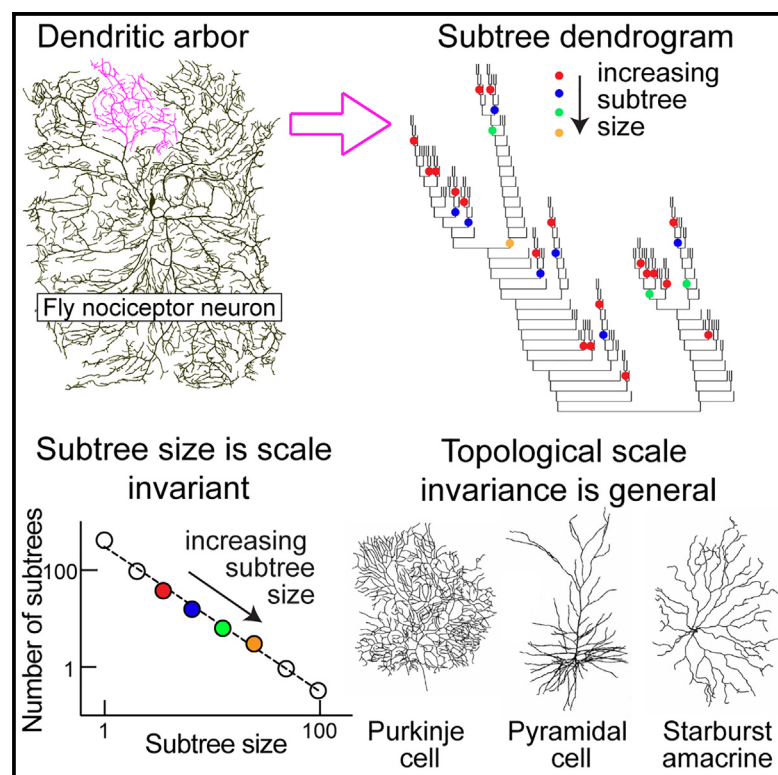 Dendritic arbor
Fly nociceptor neuron
Subtree dendrogram
increasing
subtree
size
Subtree size is scale
invariant
Number of subtrees
100
1
increasing
subtree
size
1
100
Subtree size
Topological scale
invariance is general
Purkinje
cell
Pyramidal
cell
Starburst
amacrine